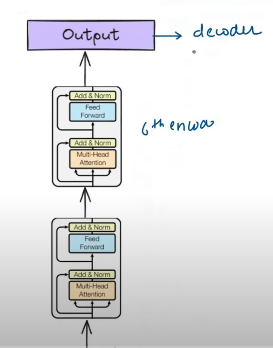 Output → decoder
Add & Norm
Feed
Forward
6th
Add & Norm
Multi-Head
Attention
Add & Norm
Feed
Forward
Add & Norm
Multi-Head
Attention